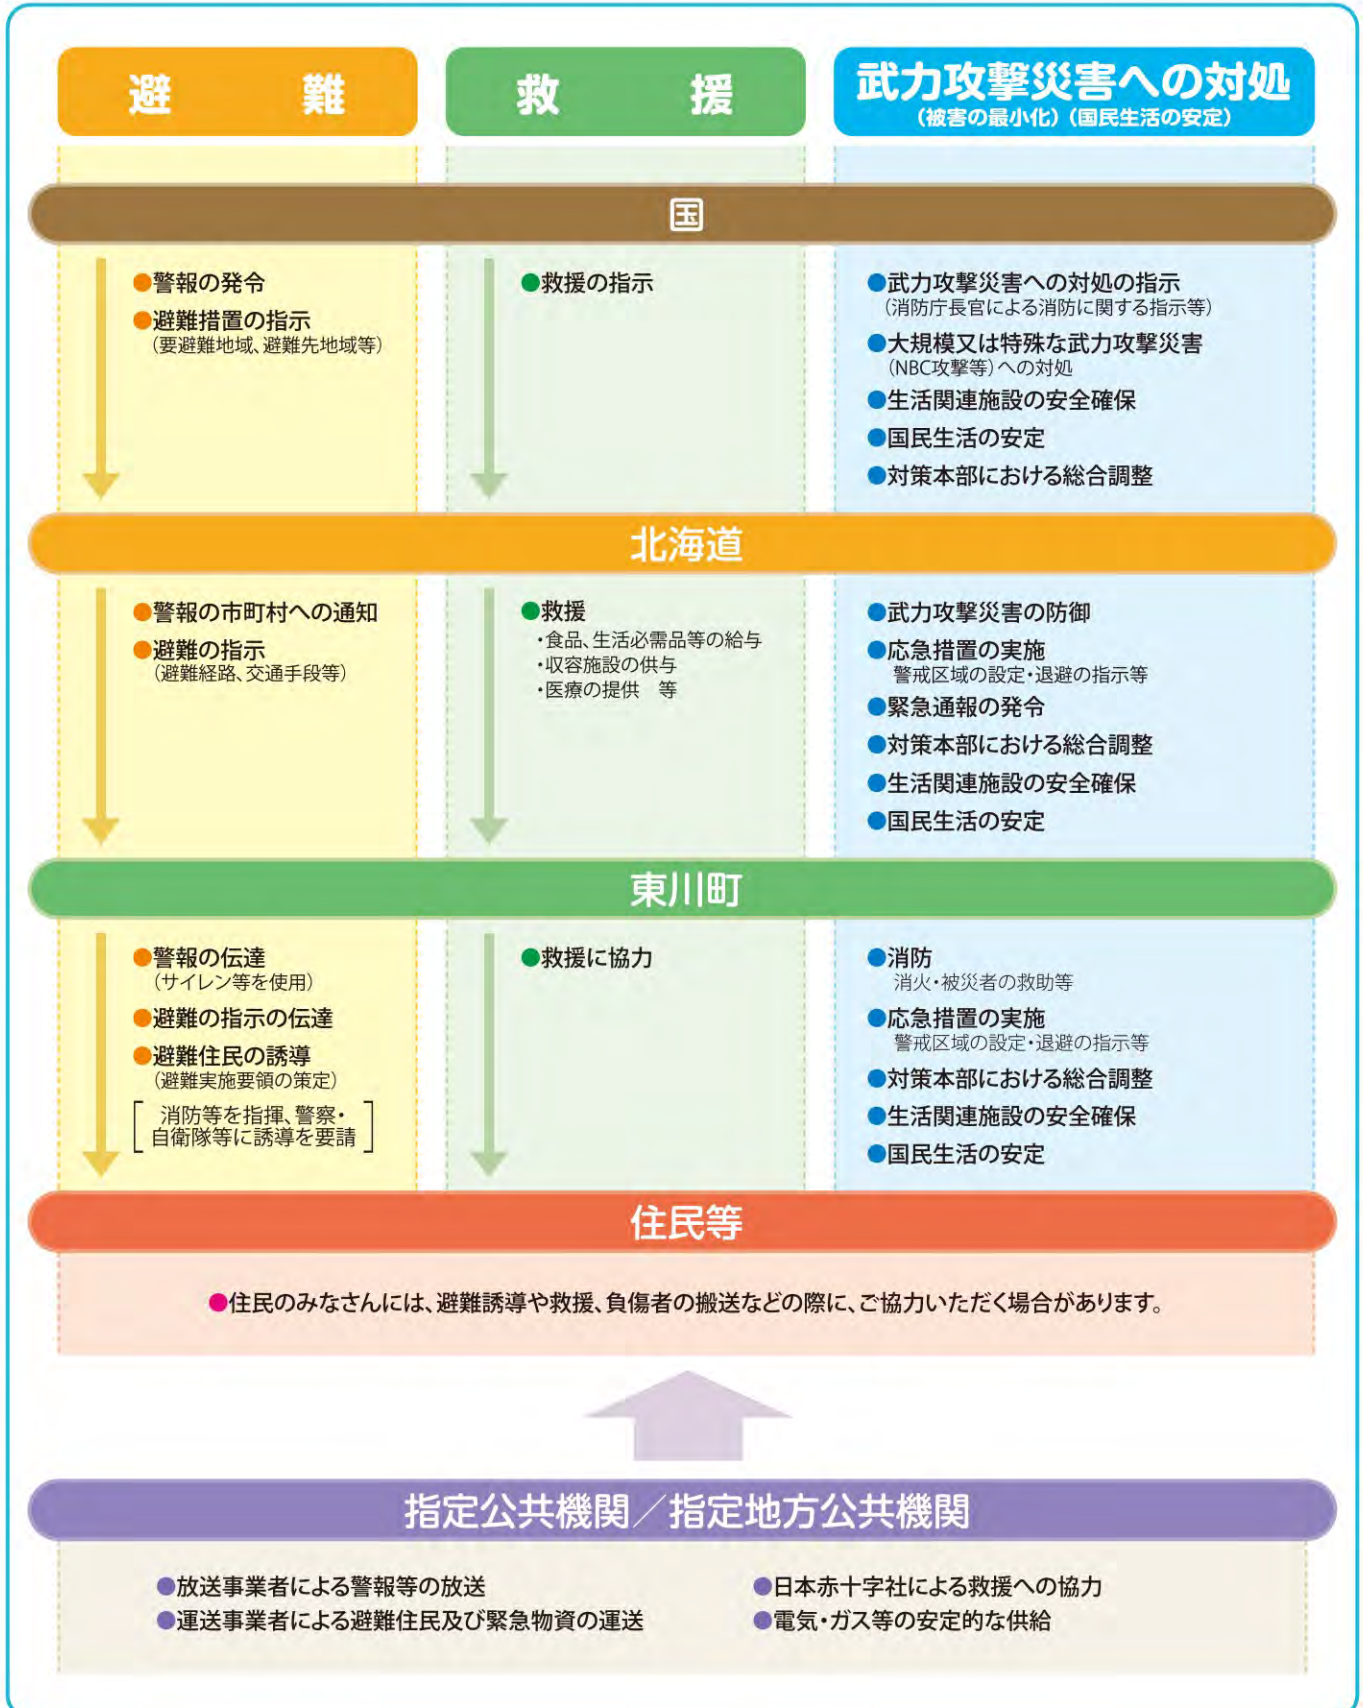 避　難
救　援
武力攻撃災害への対処
(被害の最小化)(国民生活の安定)
国
●警報の発令
●避難措置の指示
(要避難地域、避難先地域等)
●救援の指示
●武力攻撃災害への対処の指示
(消防庁長官による消防に関する指示等)
●大規模又は特殊な武力攻撃災害
(NBC攻撃等)への対処
●生活関連施設の安全確保
●国民生活の安定
●対策本部における総合調整
北海道
●警報の市町村への通知
●避難の指示
(避難経路、交通手段等)
●救援
・食品、生活必需品等の給与
・収容施設の供与
・医療の提供　等
●武力攻撃災害の防御
●応急措置の実施
警戒区域の設定・退避の指示等
●緊急通報の発令
●対策本部における総合調整
●生活関連施設の安全確保
●国民生活の安定
東川町
●警報の伝達
(サイレン等を使用)
●避難の指示の伝達
●避難住民の誘導
(避難実施要領の策定)
[消防等を指揮、警察・
自衛隊等に誘導を要請]
●救援に協力
●消防
消火・被災者の救助等
●応急措置の実施
警戒区域の設定・退避の指示等
●対策本部における総合調整
●生活関連施設の安全確保
●国民生活の安定
住民等
●住民のみなさんには、避難誘導や救援、負傷者の搬送などの際に、ご協力いただく場合があります。
指定公共機関／指定地方公共機関
●放送事業者による警報等の放送
●運送事業者による避難住民及び緊急物資の運送
●日本赤十字社による救援への協力
●電気・ガス等の安定的な供給